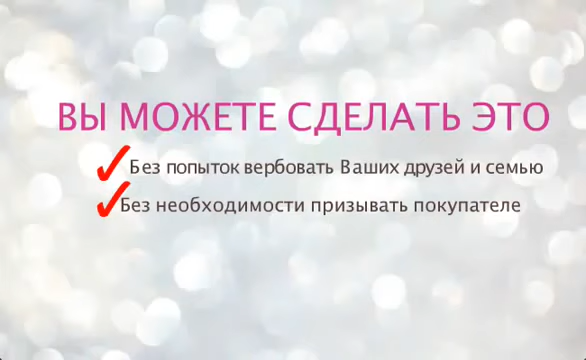 ВЫ МОЖЕТЕ СДЕЛАТЬ ЭТО
Без попыток вербовать Ваших друзей и семью
Без необходимости призывать покупателе